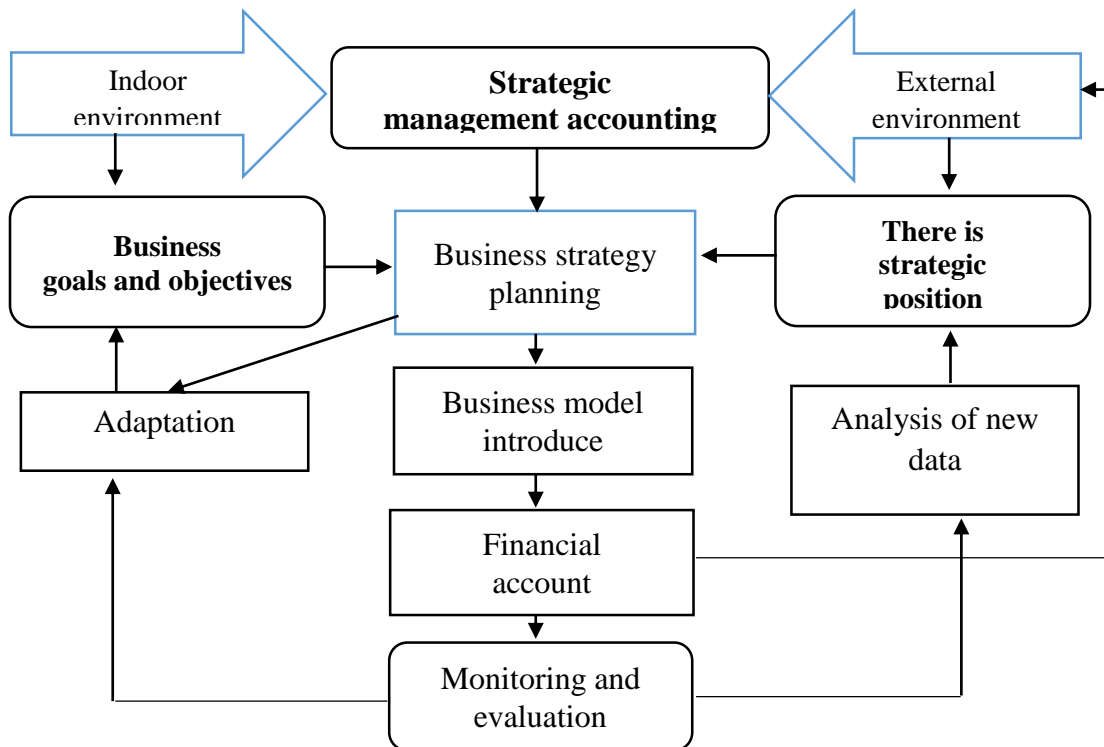 Indoor
environment
Strategic
management accounting
External
environment
Business
goals and objectives
Business strategy
planning
There is
strategic
position
Adaptation
Business model
introduce
Analysis of new
data
Financial
account
Monitoring and
evaluation